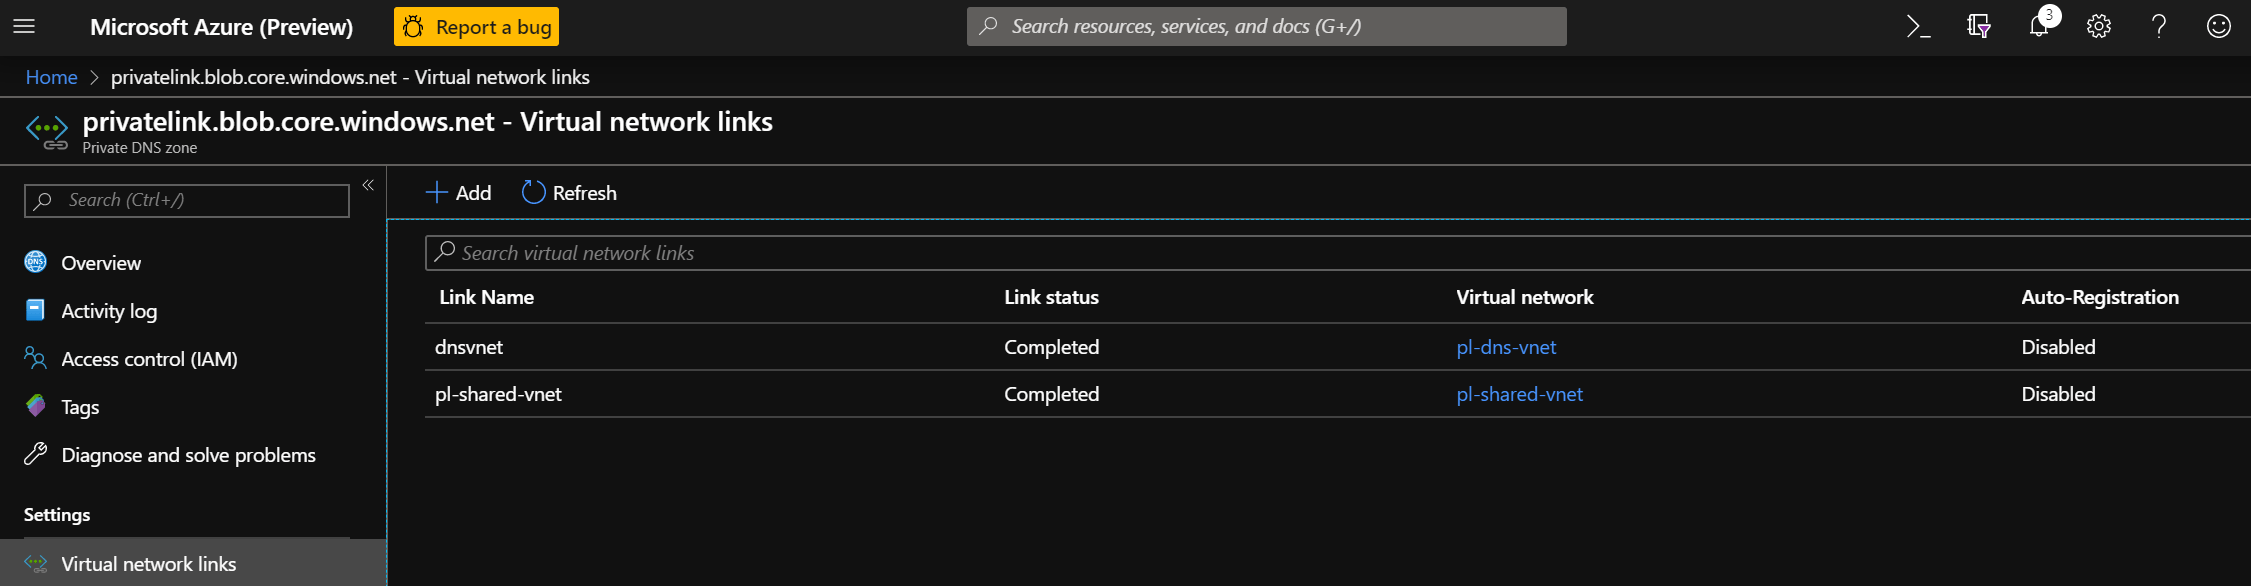 Microsoft Azure (Preview)
Report a bug
Search resources, services, and docs (G+/)
3
Home > privatelink.blob.core.windows.net - Virtual network links
privatelink.blob.core.windows.net - Virtual network links
Private DNS zone
Search (Ctrl+/)
«
Overview
Activity log
Access control (IAM)
Tags
Diagnose and solve problems
Settings
Virtual network links
Add Refresh
Search virtual network links
Link Name Link status Virtual network Auto-Registration
dnsvnet Completed pl-dns-vnet Disabled
pl-shared-vnet Completed pl-shared-vnet Disabled